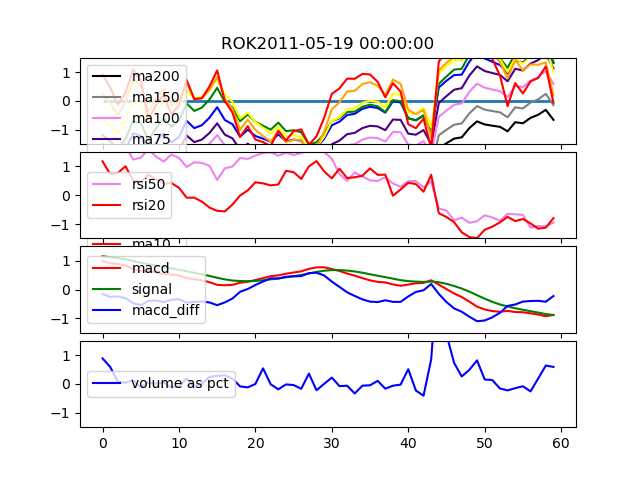 ROK2011-05-19 00:00:00
1
0
−1
ma200
ma150
ma100
ma75
1
0
−1
rsi50
rsi20
ma10
1
0
−1
macd
signal
macd_diff
1
0
−1
volume as pct
0 10 20 30 40 50 60